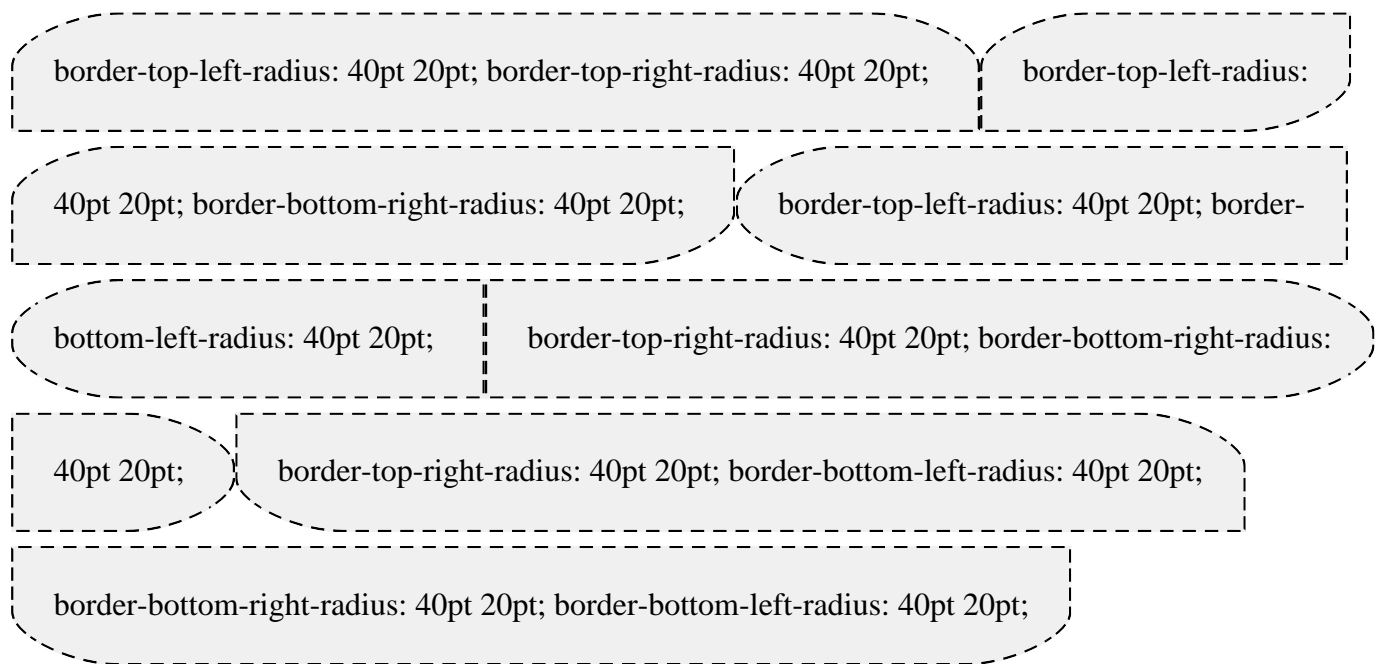 border-top-left-radius: 40pt 20pt; border-top-right-radius: 40pt 20pt; border-top-left-radius:
40pt 20pt; border-bottom-right-radius: 40pt 20pt; border-top-left-radius: 40pt 20pt; border-
bottom-left-radius: 40pt 20pt; border-top-right-radius: 40pt 20pt; border-bottom-right-radius:
40pt 20pt; border-top-right-radius: 40pt 20pt; border-bottom-left-radius: 40pt 20pt;
border-bottom-right-radius: 40pt 20pt; border-bottom-left-radius: 40pt 20pt;